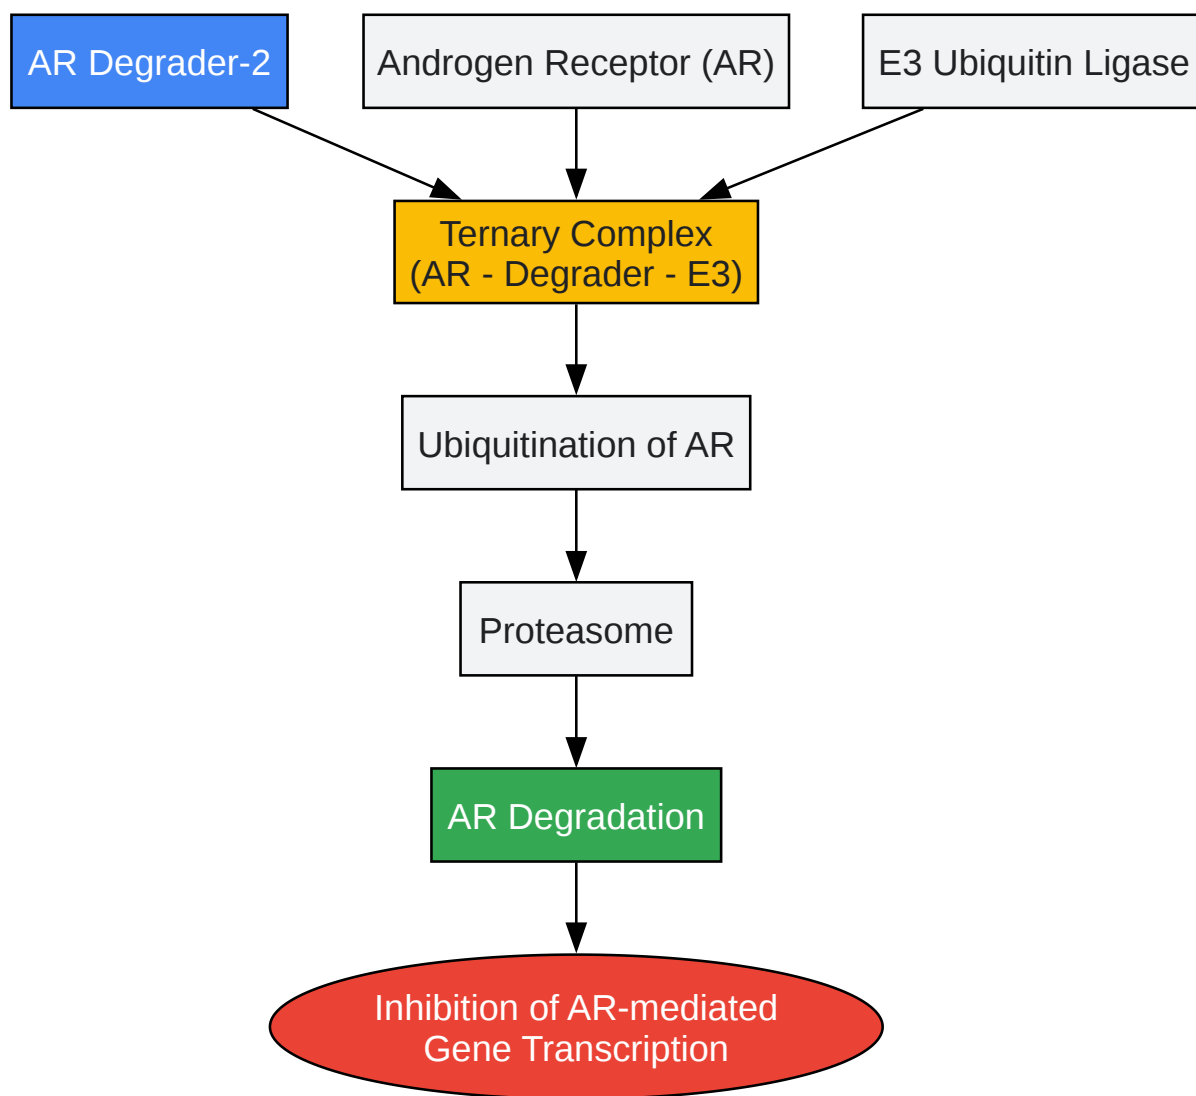 AR Degrader-2
Androgen Receptor (AR)
E3 Ubiquitin Ligase
Ternary Complex
(AR - Degrader - E3)
Ubiquitination of AR
Proteasome
AR Degradation
Inhibition of AR-mediated
Gene Transcription